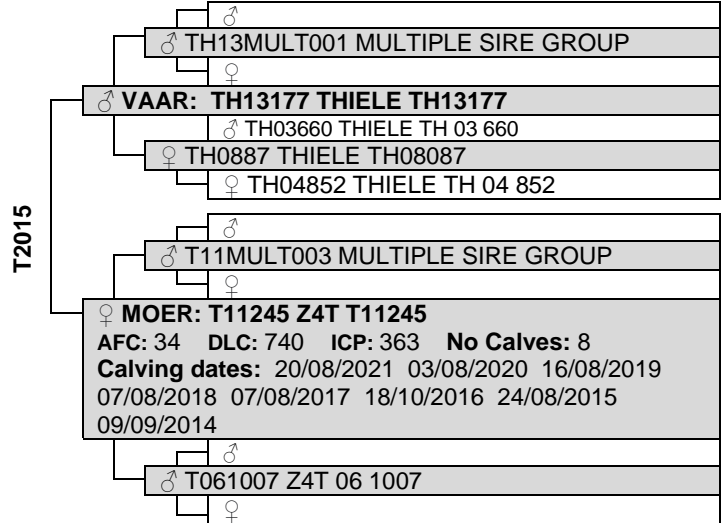 ♂
♂ TH13MULT001 MULTIPLE SIRE GROUP
♀
♂ VAAR: TH13177 THIELE TH13177
♂ TH03660 THIELE TH 03 660
♀ TH0887 THIELE TH08087
♀ TH04852 THIELE TH 04 852
T2015
♂
♂ T11MULT003 MULTIPLE SIRE GROUP
♀
♀ MOER: T11245 Z4T T11245
AFC: 34 DLC: 740 ICP: 363 No Calves: 8
Calving dates: 20/08/2021 03/08/2020 16/08/2019
07/08/2018 07/08/2017 18/10/2016 24/08/2015
09/09/2014
♂
♂ T061007 Z4T 06 1007
♀